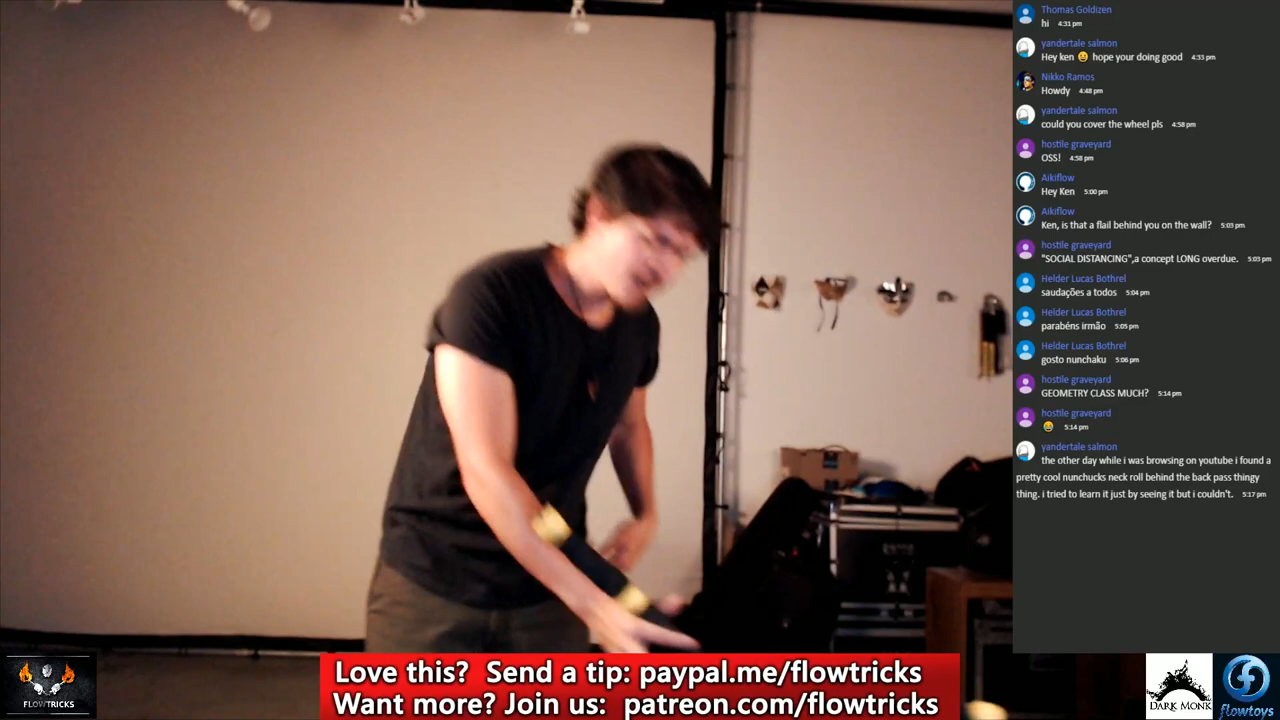 Thomas Goldizen
hi 4:31 pm
yandertale salmon
Hey ken 😆 hope your doing good 4:33 pm
Nikko Ramos
Howdy 4:48 pm
yandertale salmon
could you cover the wheel pls 4:58 pm
hostile graveyard
OSS! 4:58 pm
Aikiflow
Hey Ken 5:00 pm
Aikiflow
Ken, is that a flail behind you on the wall? 5:03 pm
hostile graveyard
"SOCIAL DISTANCING",a concept LONG overdue. 5:03 pm
Helder Lucas Bothrel
saudações a todos 5:04 pm
Helder Lucas Bothrel
parabéns irmão 5:05 pm
Helder Lucas Bothrel
gosto nunchaku 5:06 pm
hostile graveyard
GEOMETRY CLASS MUCH? 5:14 pm
hostile graveyard
😂 5:14 pm
yandertale salmon
the other day while i was browsing on youtube i found a
pretty cool nunchucks neck roll behind the back pass thingy
thing. i tried to learn it just by seeing it but i couldn't. 5:17 pm
FLOWTRICKS
Love this? Send a tip: paypal.me/flowtricks
Want more? Join us: patreon.com/flowtricks
DARK MONK
flowtoys